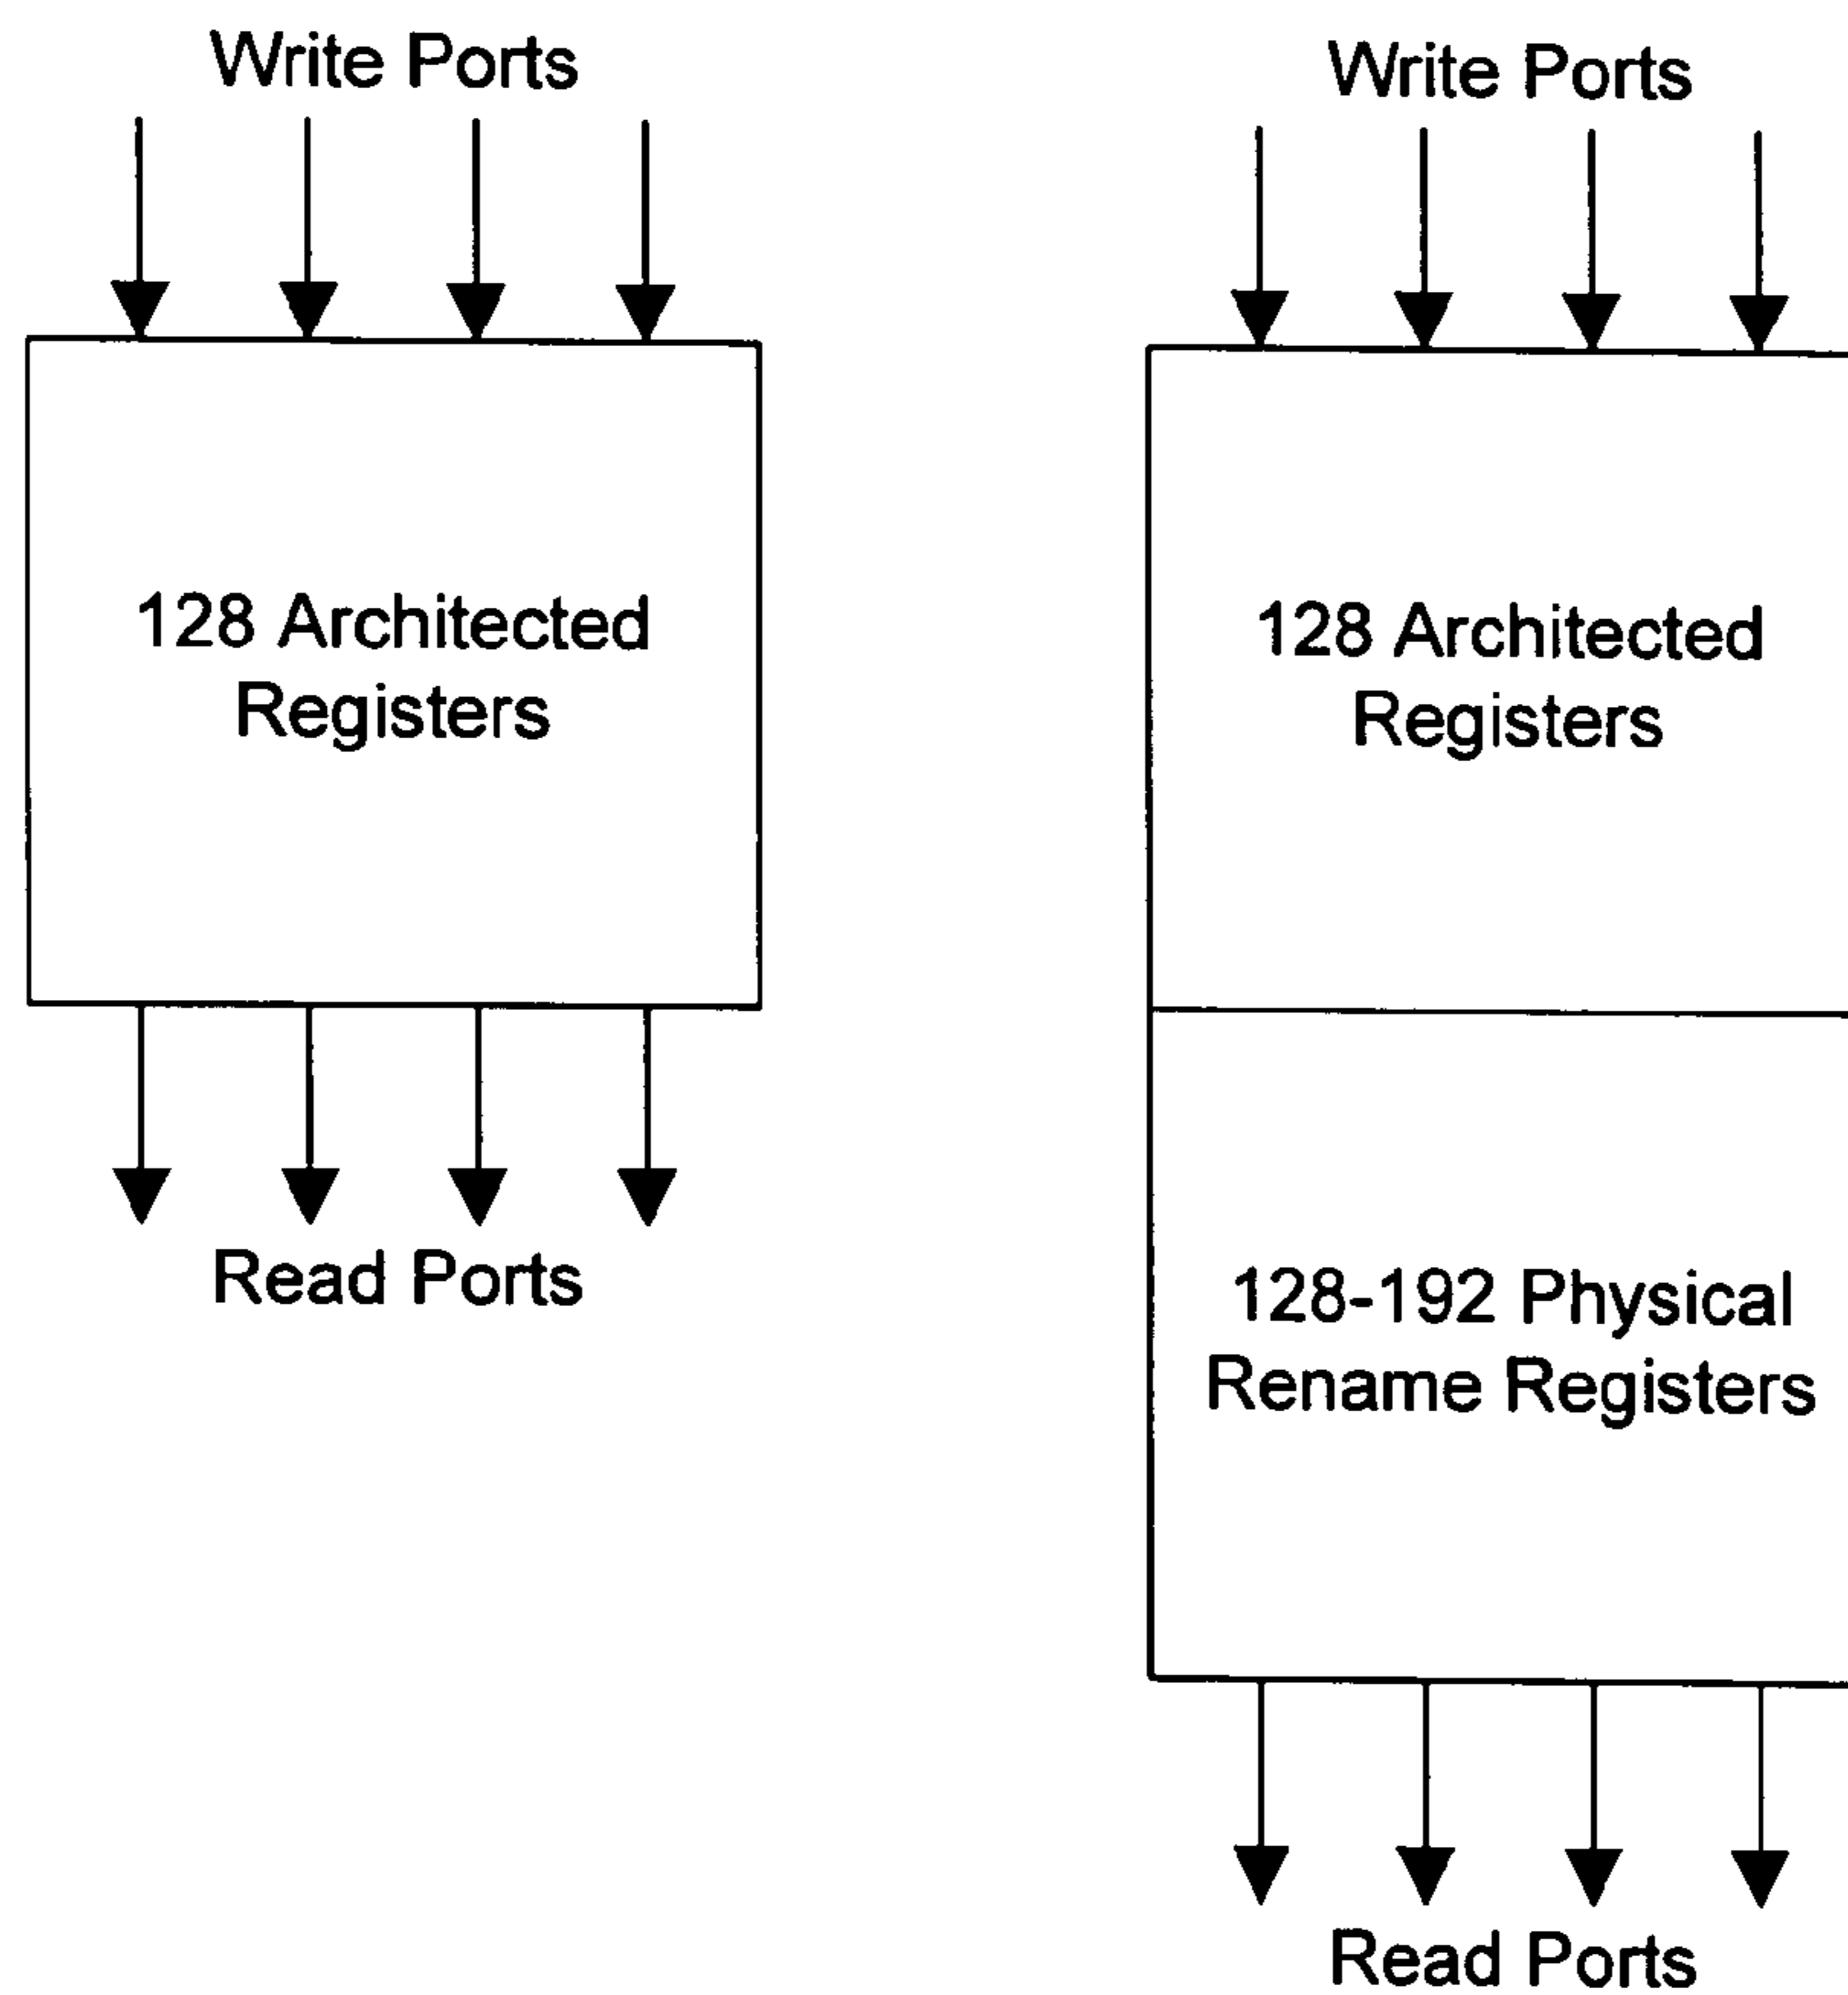 Write Ports
128 Architected
Registers
Read Ports
Write Ports
128 Architected
Registers
128-192 Physical
Rename Registers
Read Ports